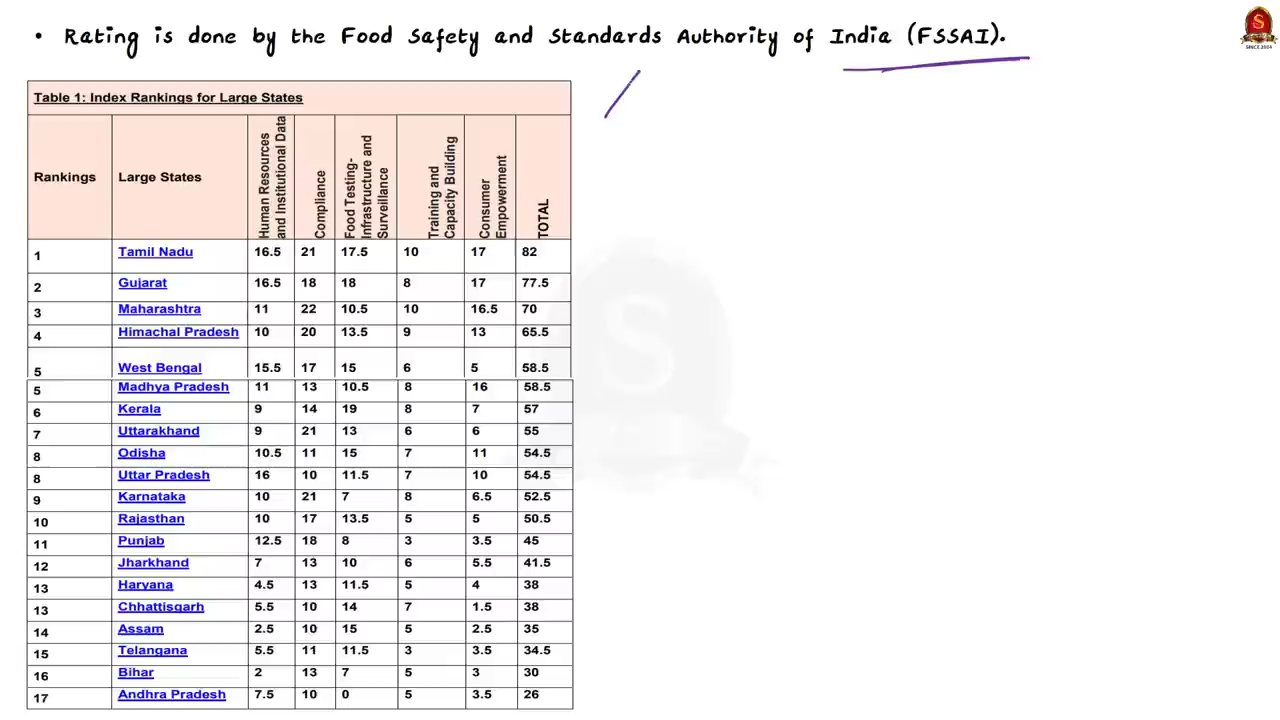 • Rating is done by the Food Safety and Standards Authority of India (FSSAI).
S
SINCE 2004
Table 1: Index Rankings for Large States
Rankings Large States Human Resources and Institutional Data Compliance Food Testing- Infrastructure and Surveillance Training and Capacity Building Consumer Empowerment TOTAL
1 Tamil Nadu 16.5 21 17.5 10 17 82
2 Gujarat 16.5 18 18 8 17 77.5
3 Maharashtra 11 22 10.5 10 16.5 70
4 Himachal Pradesh 10 20 13.5 9 13 65.5
5 West Bengal 15.5 17 15 6 5 58.5
5 Madhya Pradesh 11 13 10.5 8 16 58.5
6 Kerala 9 14 19 8 7 57
7 Uttarakhand 9 21 13 6 6 55
8 Odisha 10.5 11 15 7 11 54.5
8 Uttar Pradesh 16 10 11.5 7 10 54.5
9 Karnataka 10 21 7 8 6.5 52.5
10 Rajasthan 10 17 13.5 5 5 50.5
11 Punjab 12.5 18 8 3 3.5 45
12 Jharkhand 7 13 10 6 5.5 41.5
13 Haryana 4.5 13 11.5 5 4 38
13 Chhattisgarh 5.5 10 14 7 1.5 38
14 Assam 2.5 10 15 5 2.5 35
15 Telangana 5.5 11 11.5 3 3.5 34.5
16 Bihar 2 13 7 5 3 30
17 Andhra Pradesh 7.5 10 0 5 3.5 26
S